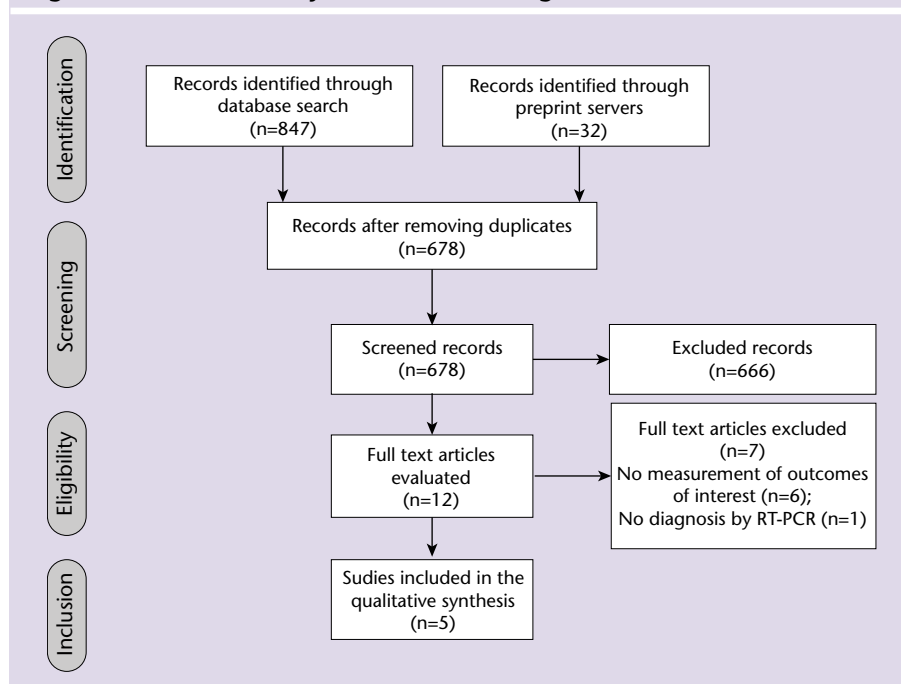 Identification
Records identified through
database search
(n=847)
Records identified through
preprint servers
(n=32)
Screening
Records after removing duplicates
(n=678)
Screened records
(n=678)
Excluded records
(n=666)
Eligibility
Full text articles
evaluated
(n=12)
Full text articles excluded
(n=7)
No measurement of outcomes
of interest (n=6);
No diagnosis by RT-PCR (n=1)
Inclusion
Sudies included in the
qualitative synthesis
(n=5)